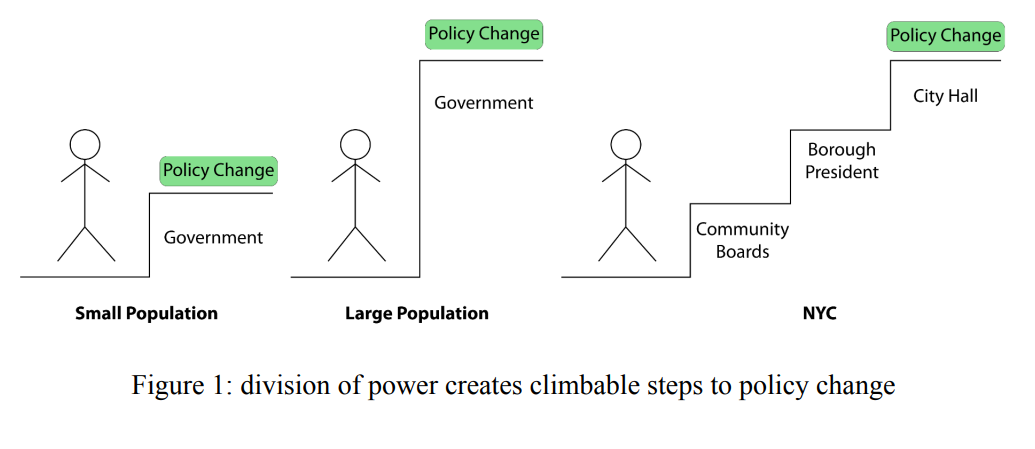 Policy Change
Government
Small Population
Policy Change
Government
Large Population
Policy Change
City Hall
Borough
President
Community
Boards
NYC
Figure 1: division of power creates climbable steps to policy change